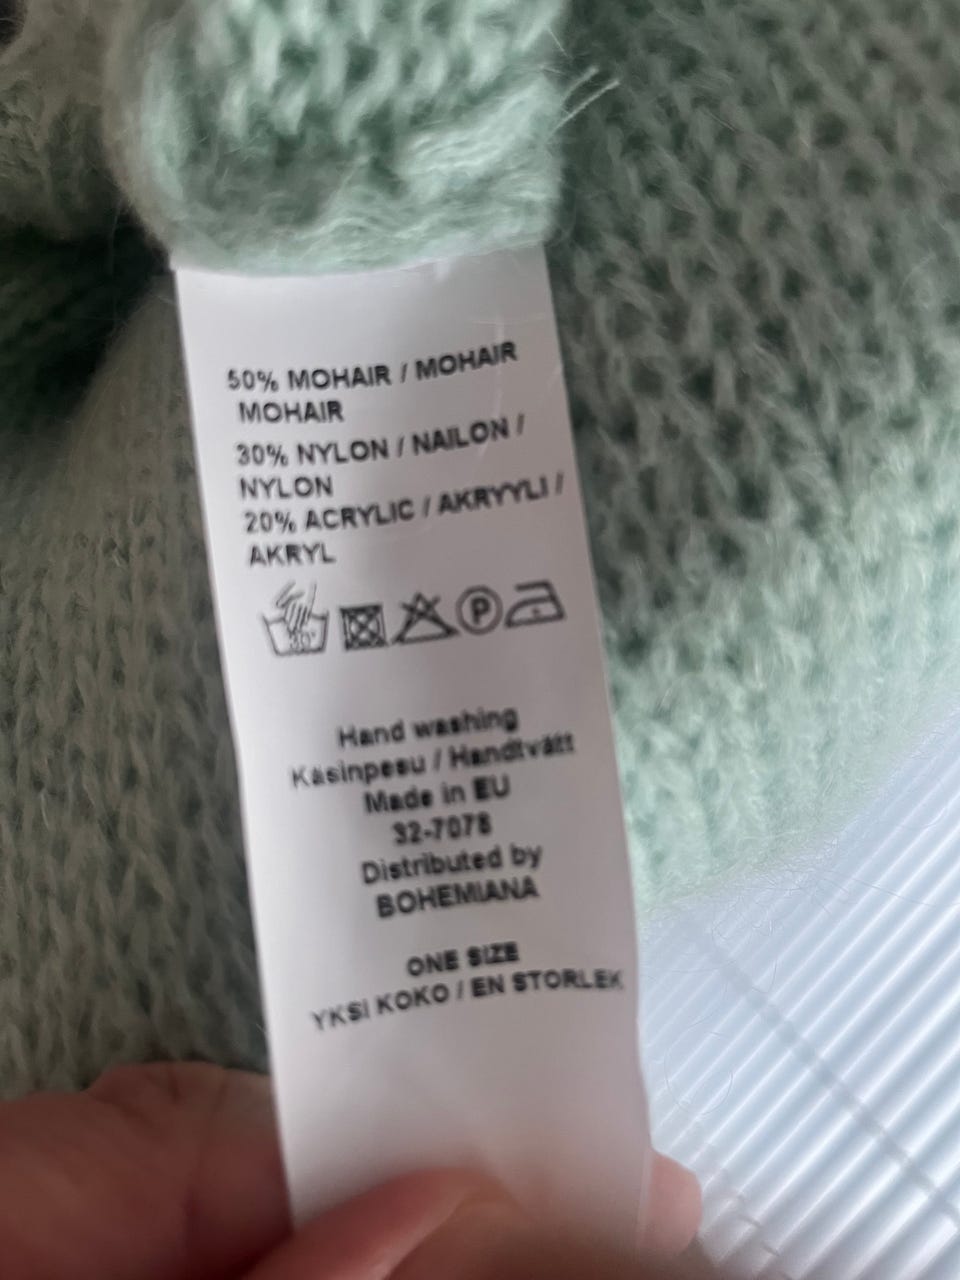 50% MOHAIR / MOHAIR
MOHAIR
30% NYLON / NAILON /
NYLON
20% ACRYLIC / AKRYYLI /
AKRYL
30°
P
Hand washing
Käsinpesu / Handtvätt
Made in EU
32-7078
Distributed by
BOHEMIANA
ONE SIZE
YKSI KOKO / EN STORLEK